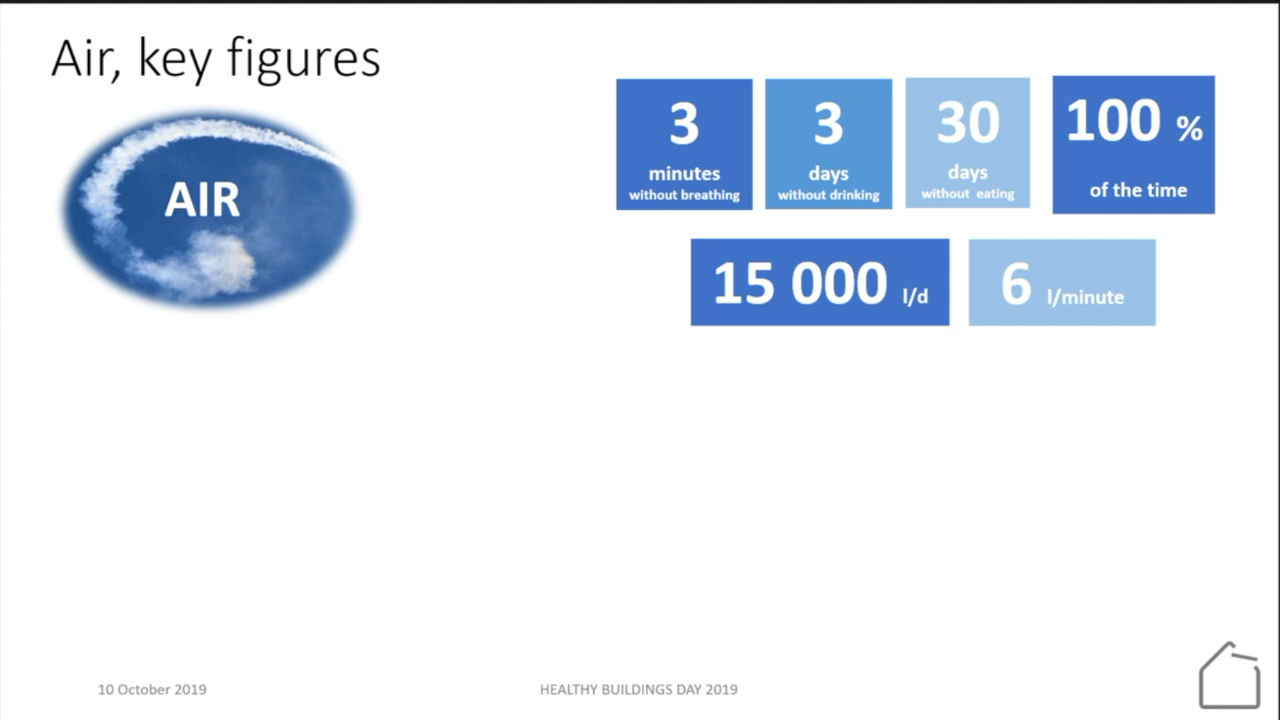 Air, key figures
AIR
3
minutes
without breathing
3
days
without drinking
30
days
without eating
100 %
of the time
15 000 l/d
6 l/minute
10 October 2019
HEALTHY BUILDINGS DAY 2019